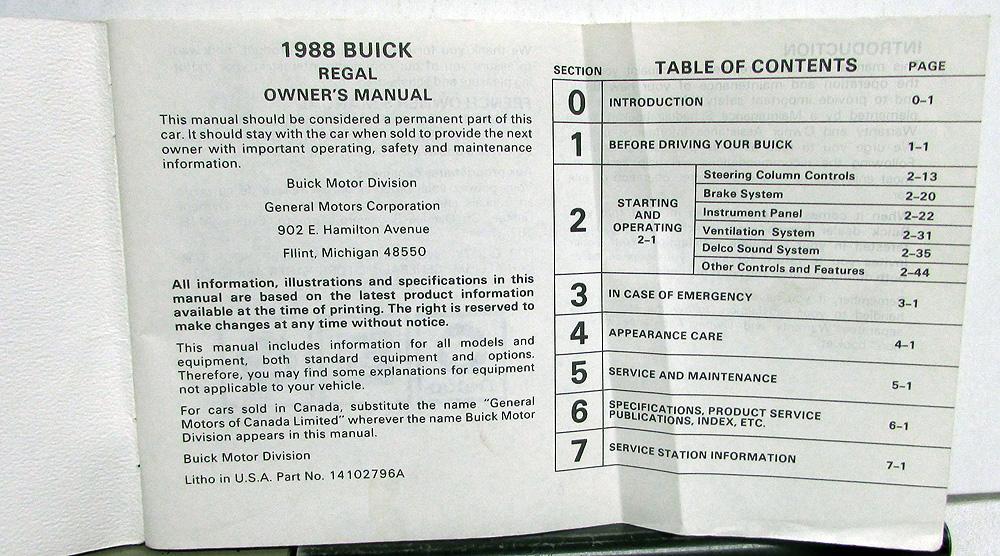 1988 BUICK
REGAL
OWNER'S MANUAL
This manual should be considered a permanent part of this
car. It should stay with the car when sold to provide the next
owner with important operating, safety and maintenance
information.
Buick Motor Division
General Motors Corporation
902 E. Hamilton Avenue
Fllint, Michigan 48550
All information, illustrations and specifications in this
manual are based on the latest product information
available at the time of printing. The right is reserved to
make changes at any time without notice.
This manual includes information for all models and
equipment, both standard equipment and options.
Therefore, you may find some explanations for equipment
not applicable to your vehicle.
For cars sold in Canada, substitute the name "General
Motors of Canada Limited" wherever the name Buick Motor
Division appears in this manual.
Buick Motor Division
Litho in U.S.A. Part No. 14102796A
SECTION TABLE OF CONTENTS PAGE
0 INTRODUCTION 0-1
1 BEFORE DRIVING YOUR BUICK 1-1
2 STARTING
AND
OPERATING
2-1
Steering Column Controls 2-13
Brake System 2-20
Instrument Panel 2-22
Ventilation System 2-31
Delco Sound System 2-35
Other Controls and Features 2-44
3 IN CASE OF EMERGENCY 3-1
4 APPEARANCE CARE 4-1
5 SERVICE AND MAINTENANCE 5-1
6 SPECIFICATIONS, PRODUCT SERVICE
PUBLICATIONS, INDEX, ETC. 6-1
7 SERVICE STATION INFORMATION 7-1